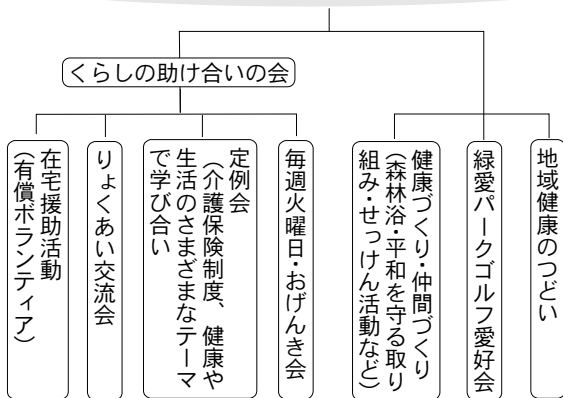 くらしの助け合いの会
地域健康のつどい
緑愛パークゴルフ愛好会
健康づくり・仲間づくり
（森林浴・平和を守る取り
組み・せっけん活動など）
毎週火曜日・おげんき会
定例会
（介護保険制度、健康や
生活のさまざまなテーマ
で学び合い
りょくあい交流会
在宅援助活動
（有償ボランティア）